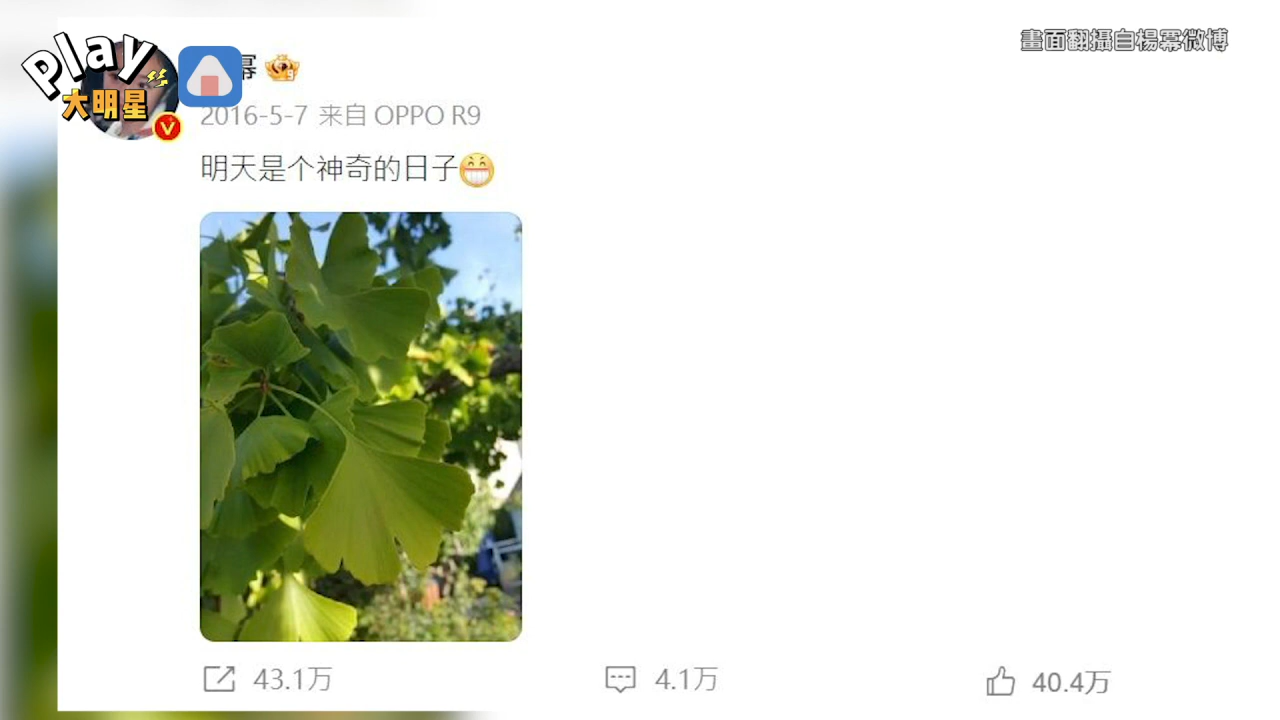 Play
大明星
畫面翻攝自楊冪微博
幂
2016-5-7 来自 OPPO R9
明天是个神奇的日子
43.1万
4.1万
40.4万